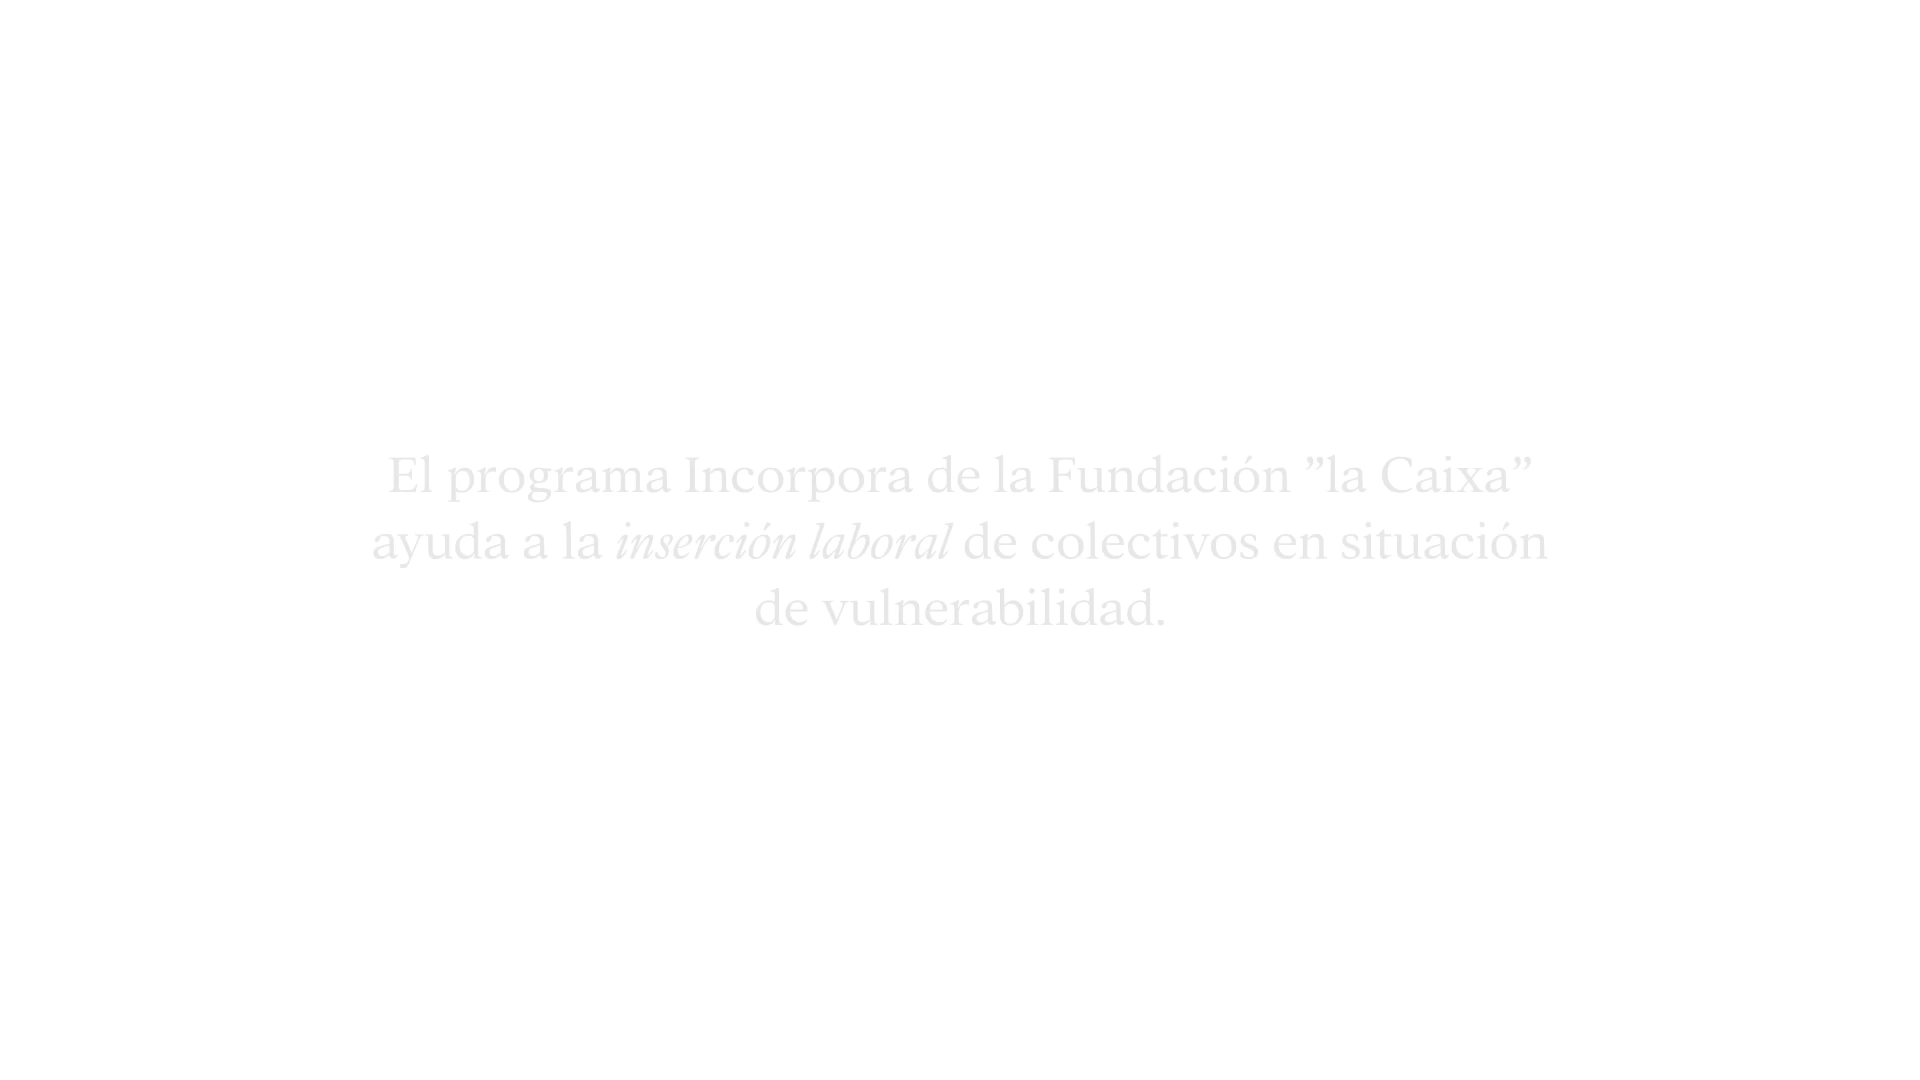 El programa Incorpora de la Fundación ”la Caixa”
ayuda a la inserción laboral de colectivos en situación
de vulnerabilidad.